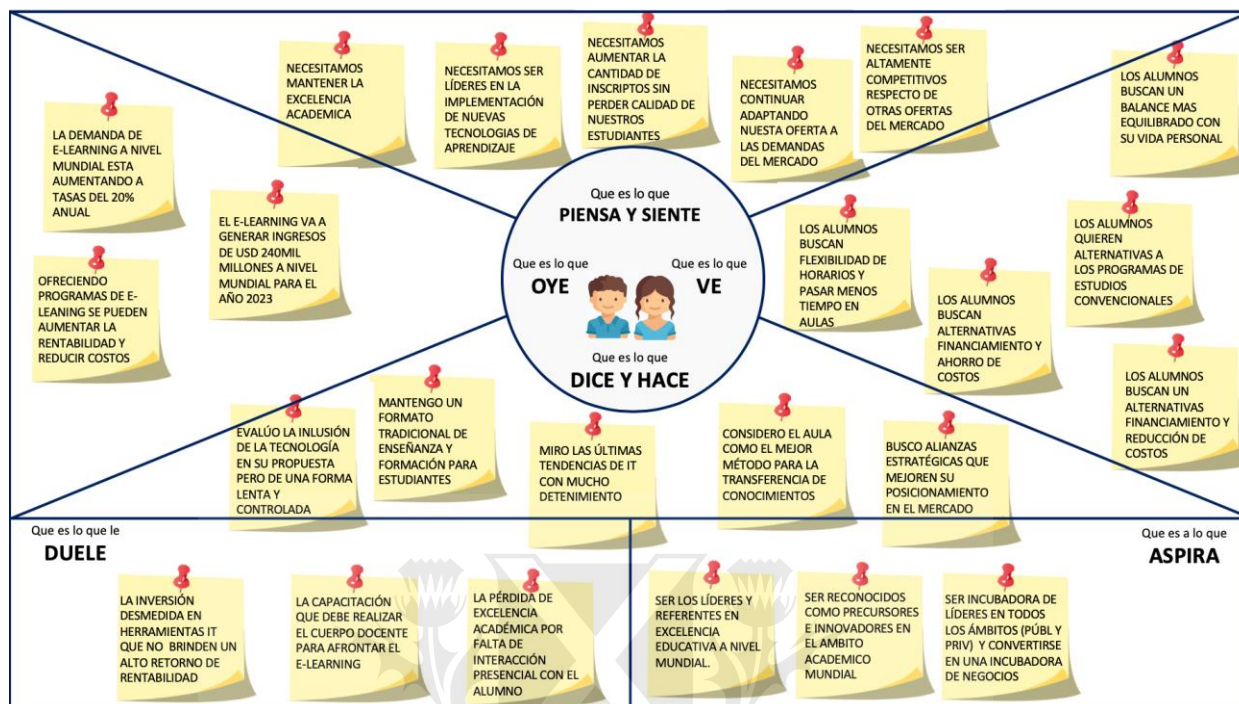 NECESITAMOS
MANTENER LA
EXCELENCIA
ACADEMICA
NECESITAMOS SER
LÍDERES EN LA
IMPLEMENTACIÓN
DE NUEVAS
TECNOLOGIAS DE
APRENDIZAJE
NECESITAMOS
AUMENTAR LA
CANTIDAD DE
INSCRIPTOS SIN
PERDER CALIDAD DE
NUESTROS
ESTUDIANTES
NECESITAMOS
CONTINUAR
ADAPTANDO
NUESTA OFERTA A
LAS DEMANDAS
DEL MERCADO
NECESITAMOS SER
ALTAMENTE
COMPETITIVOS
RESPECTO DE
OTRAS OFERTAS
DEL MERCADO
LOS ALUMNOS
BUSCAN UN
BALANCE MAS
EQUILIBRADO CON
SU VIDA PERSONAL
LA DEMANDA DE
E-LEARNING A NIVEL
MUNDIAL ESTA
AUMENTANDO A
TASAS DEL 20%
ANUAL
EL E-LEARNING VA A
GENERAR INGRESOS
DE USD 240MIL
MILLONES A NIVEL
MUNDIAL PARA EL
AÑO 2023
OFRECIENDO
PROGRAMAS DE E-
LEANING SE PUEDEN
AUMENTAR LA
RENTABILIDAD Y
REDUCIR COSTOS
Que es lo que
PIENSA Y SIENTE
Que es lo que
OYE
Que es lo que
VE
Que es lo que
DICE Y HACE
LOS ALUMNOS
BUSCAN
FLEXIBILIDAD DE
HORARIOS Y
PASAR MENOS
TIEMPO EN
AULAS
LOS ALUMNOS
BUSCAN
ALTERNATIVAS
FINANCIAMIENTO Y
AHORRO DE
COSTOS
LOS ALUMNOS
QUIEREN
ALTERNATIVAS A
LOS PROGRAMAS DE
ESTUDIOS
CONVENCIONALES
LOS ALUMNOS
BUSCAN UN
ALTERNATIVAS
FINANCIAMIENTO Y
REDUCCIÓN DE
COSTOS
EVALÚO LA INLUSIÓN
DE LA TECNOLOGÍA
EN SU PROPUESTA
PERO DE UNA FORMA
LENTA Y
CONTROLADA
MANTENGO UN
FORMATO
TRADICIONAL DE
ENSEÑANZA Y
FORMACIÓN PARA
ESTUDIANTES
MIRO LAS ÚLTIMAS
TENDENCIAS DE IT
CON MUCHO
DETENIMIENTO
CONSIDERO EL AULA
COMO EL MEJOR
MÉTODO PARA LA
TRANSFERENCIA DE
CONOCIMIENTOS
BUSCO ALIANZAS
ESTRATÉGICAS QUE
MEJOREN SU
POSICIONAMIENTO
EN EL MERCADO
Que es lo que le
DUELE
LA INVERSIÓN
DESMEDIDA EN
HERRAMIENTAS IT
QUE NO BRINDEN UN
ALTO RETORNO DE
RENTABILIDAD
LA CAPACITACIÓN
QUE DEBE REALIZAR
EL CUERPO DOCENTE
PARA AFRONTAR EL
E-LEARNING
LA PÉRDIDA DE
EXCELENCIA
ACADÉMICA POR
FALTA DE
INTERACCIÓN
PRESENCIAL CON EL
ALUMNO
Que es a lo que
ASPIRA
SER LOS LÍDERES Y
REFERENTES EN
EXCELENCIA
EDUCATIVA A NIVEL
MUNDIAL.
SER RECONOCIDOS
COMO PRECURSORES
E INNOVADORES EN
EL AMBITO
ACADEMICO
MUNDIAL
SER INCUBADORA DE
LÍDERES EN TODOS
LOS ÁMBITOS (PÚBL Y
PRIV) Y CONVERTIRSE
EN UNA INCUBADORA
DE NEGOCIOS